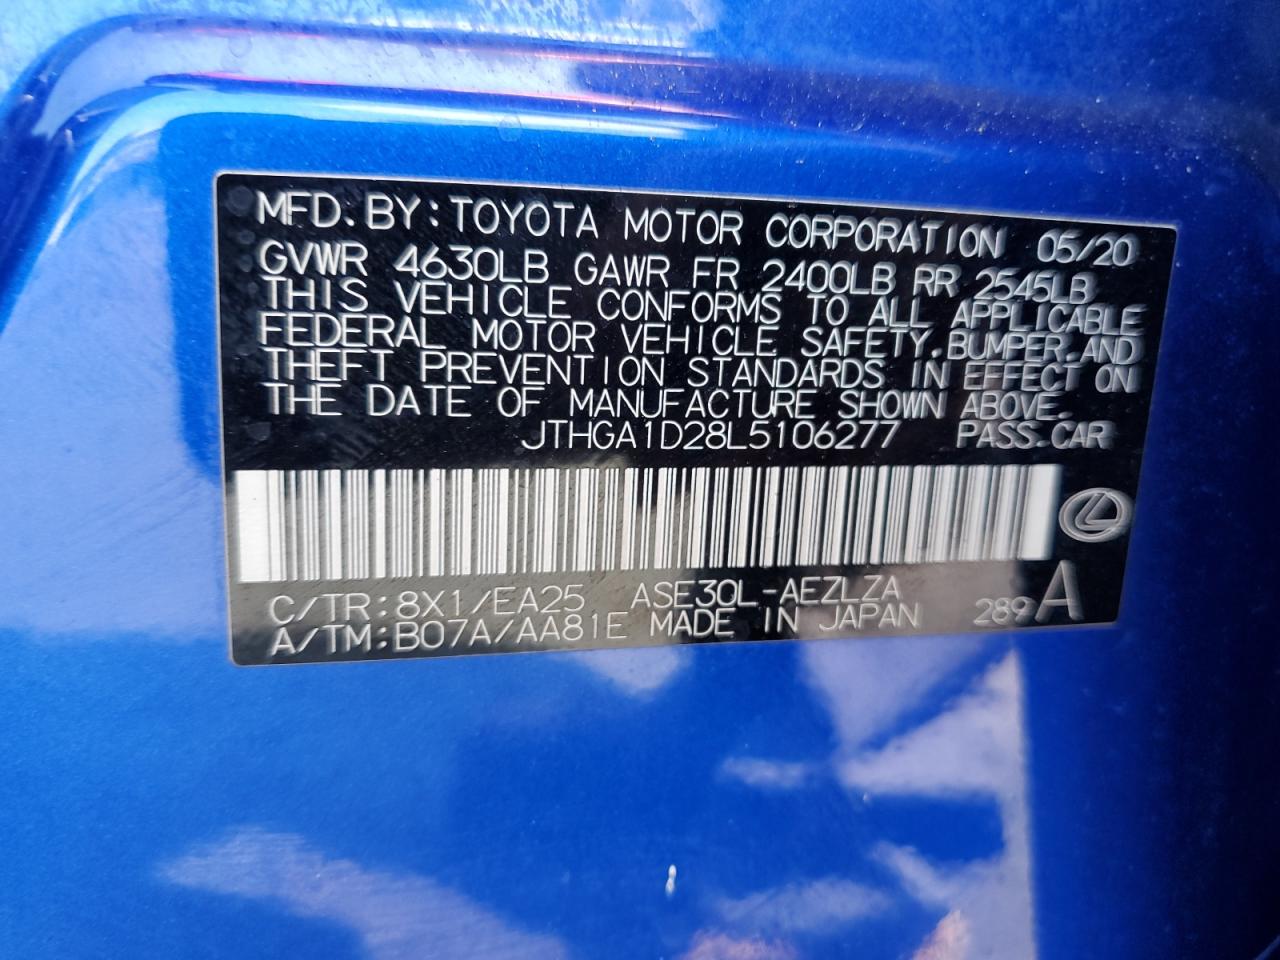 MFD. BY: TOYOTA MOTOR CORPORATION 05/20
GVWR 4630LB GAWR FR 2400LB RR 2545LB
THIS VEHICLE CONFORMS TO ALL APPLICABLE
FEDERAL MOTOR VEHICLE SAFETY, BUMPER, AND
THEFT PREVENTION STANDARDS IN EFFECT ON
THE DATE OF MANUFACTURE SHOWN ABOVE.
JTHGA1D28L5106277 PASS. CAR
C/TR: 8X1/EA25 ASE30L-AEZLZA
A/TM: B07A/AA81E MADE IN JAPAN 289 A